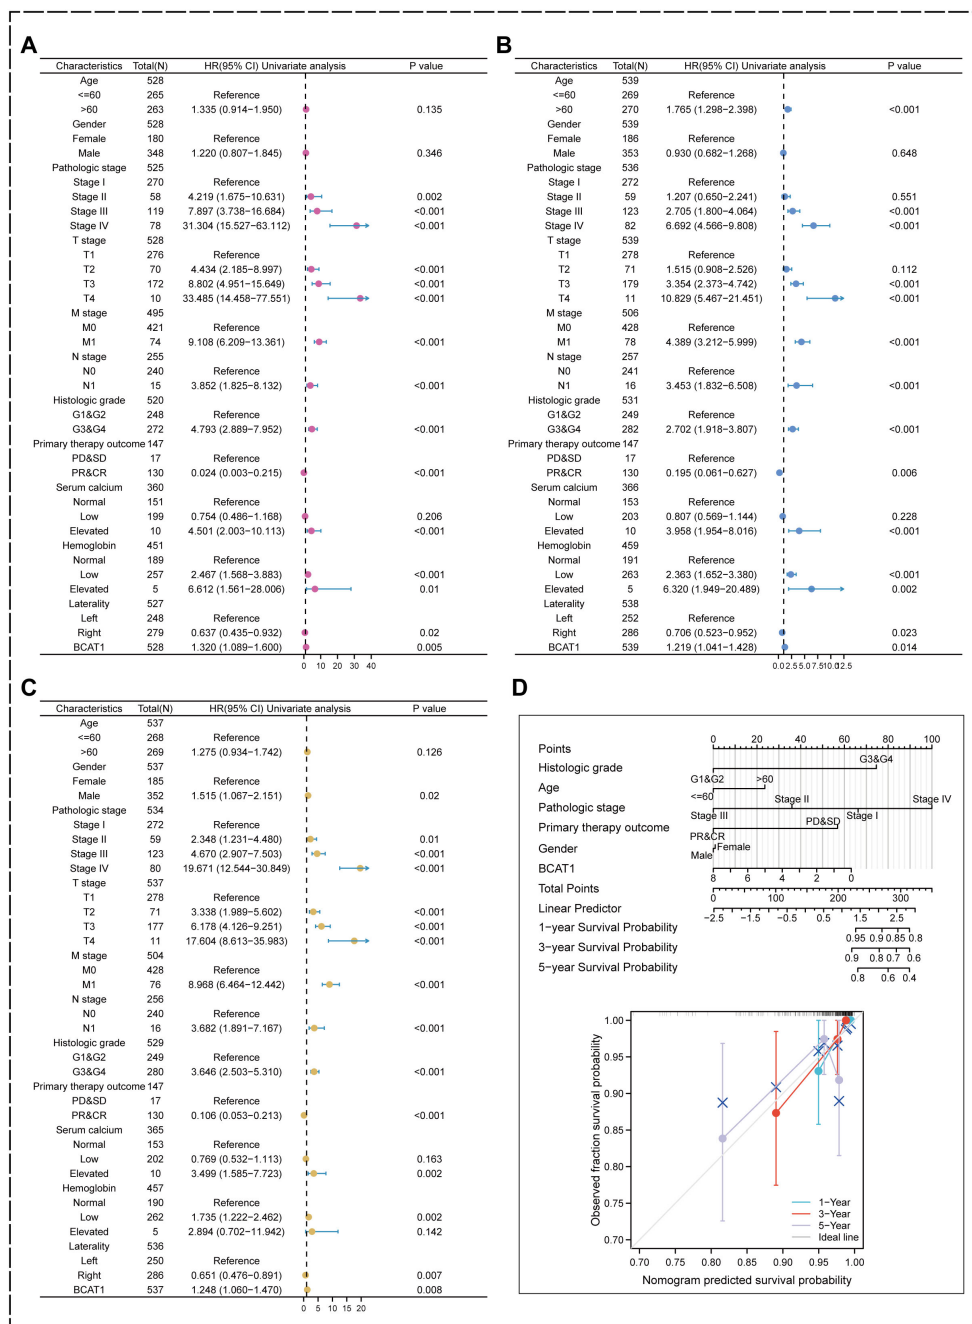 A
Characteristics Total(N) HR(95% CI) Univariate analysis P value
Age 528
<=60 265 Reference
>60 263 1.335 (0.914−1.950) 0.135
Gender 528
Female 180 Reference
Male 348 1.220 (0.807−1.845) 0.346
Pathologic stage 525
Stage I 270 Reference
Stage II 58 4.219 (1.675−10.631) 0.002
Stage III 119 7.897 (3.738−16.684) <0.001
Stage IV 78 31.304 (15.527−63.112) <0.001
T stage 528
T1 276 Reference
T2 70 4.434 (2.185−8.997) <0.001
T3 172 8.802 (4.951−15.649) <0.001
T4 10 33.485 (14.458−77.551) <0.001
M stage 495
M0 421 Reference
M1 74 9.108 (6.209−13.361) <0.001
N stage 255
N0 240 Reference
N1 15 3.852 (1.825−8.132) <0.001
Histologic grade 520
G1&G2 248 Reference
G3&G4 272 4.793 (2.889−7.952) <0.001
Primary therapy outcome 147
PD&SD 17 Reference
PR&CR 130 0.024 (0.003−0.215) <0.001
Serum calcium 360
Normal 151 Reference
Low 199 0.754 (0.486−1.168) 0.206
Elevated 10 4.501 (2.003−10.113) <0.001
Hemoglobin 451
Normal 189 Reference
Low 257 2.467 (1.568−3.883) <0.001
Elevated 5 6.612 (1.561−28.006) 0.01
Laterality 527
Left 248 Reference
Right 279 0.637 (0.435−0.932) 0.02
BCAT1 528 1.320 (1.089−1.600) 0.005
0 10 20 30 40
B
Characteristics Total(N) HR(95% CI) Univariate analysis P value
Age 539
<=60 269 Reference
>60 270 1.765 (1.298−2.398) <0.001
Gender 539
Female 186 Reference
Male 353 0.930 (0.682−1.268) 0.648
Pathologic stage 536
Stage I 272 Reference
Stage II 59 1.207 (0.650−2.241) 0.551
Stage III 123 2.705 (1.800−4.064) <0.001
Stage IV 82 6.692 (4.566−9.808) <0.001
T stage 539
T1 278 Reference
T2 71 1.515 (0.908−2.526) 0.112
T3 179 3.354 (2.373−4.742) <0.001
T4 11 10.829 (5.467−21.451) <0.001
M stage 506
M0 428 Reference
M1 78 4.389 (3.212−5.999) <0.001
N stage 257
N0 241 Reference
N1 16 3.453 (1.832−6.508) <0.001
Histologic grade 531
G1&G2 249 Reference
G3&G4 282 2.702 (1.918−3.807) <0.001
Primary therapy outcome 147
PD&SD 17 Reference
PR&CR 130 0.195 (0.061−0.627) 0.006
Serum calcium 366
Normal 153 Reference
Low 203 0.807 (0.569−1.144) 0.228
Elevated 10 3.958 (1.954−8.016) <0.001
Hemoglobin 459
Normal 191 Reference
Low 263 2.363 (1.652−3.380) <0.001
Elevated 5 6.320 (1.949−20.489) 0.002
Laterality 538
Left 252 Reference
Right 286 0.706 (0.523−0.952) 0.023
BCAT1 539 1.219 (1.041−1.428) 0.014
0.0 2.5 5.0 7.5 10.0 12.5
C
Characteristics Total(N) HR(95% CI) Univariate analysis P value
Age 537
<=60 268 Reference
>60 269 1.275 (0.934−1.742) 0.126
Gender 537
Female 185 Reference
Male 352 1.515 (1.067−2.151) 0.02
Pathologic stage 534
Stage I 272 Reference
Stage II 59 2.348 (1.231−4.480) 0.01
Stage III 123 4.670 (2.907−7.503) <0.001
Stage IV 80 19.671 (12.544−30.849) <0.001
T stage 537
T1 278 Reference
T2 71 3.338 (1.989−5.602) <0.001
T3 177 6.178 (4.126−9.251) <0.001
T4 11 17.604 (8.613−35.983) <0.001
M stage 504
M0 428 Reference
M1 76 8.968 (6.464−12.442) <0.001
N stage 256
N0 240 Reference
N1 16 3.682 (1.891−7.167) <0.001
Histologic grade 529
G1&G2 249 Reference
G3&G4 280 3.646 (2.503−5.310) <0.001
Primary therapy outcome 147
PD&SD 17 Reference
PR&CR 130 0.106 (0.053−0.213) <0.001
Serum calcium 365
Normal 153 Reference
Low 202 0.769 (0.532−1.113) 0.163
Elevated 10 3.499 (1.585−7.723) 0.002
Hemoglobin 457
Normal 190 Reference
Low 262 1.735 (1.222−2.462) 0.002
Elevated 5 2.894 (0.702−11.942) 0.142
Laterality 536
Left 250 Reference
Right 286 0.651 (0.476−0.891) 0.007
BCAT1 537 1.248 (1.060−1.470) 0.008
0 5 10 15 20
D
0 20 40 60 80 100
Points
G3&G4
Histologic grade
G1&G2 >60
Age
<=60 Stage II Stage IV
Pathologic stage
Stage III PD&SD Stage I
Primary therapy outcome
PR&CR
Gender Female
Male
BCAT1
8 6 4 2 0
Total Points
0 100 200 300
Linear Predictor
−2.5 −1.5 −0.5 0.5 1.5 2.5
1−year Survival Probability
0.95 0.9 0.85 0.8
3−year Survival Probability
0.9 0.8 0.7 0.6
5−year Survival Probability
0.8 0.6 0.4
Observed fraction survival probability
1.00
0.95
0.90
0.85
0.80
0.75
0.70
1−Year
3−Year
5−Year
Ideal line
0.70 0.75 0.80 0.85 0.90 0.95 1.00
Nomogram predicted survival probability